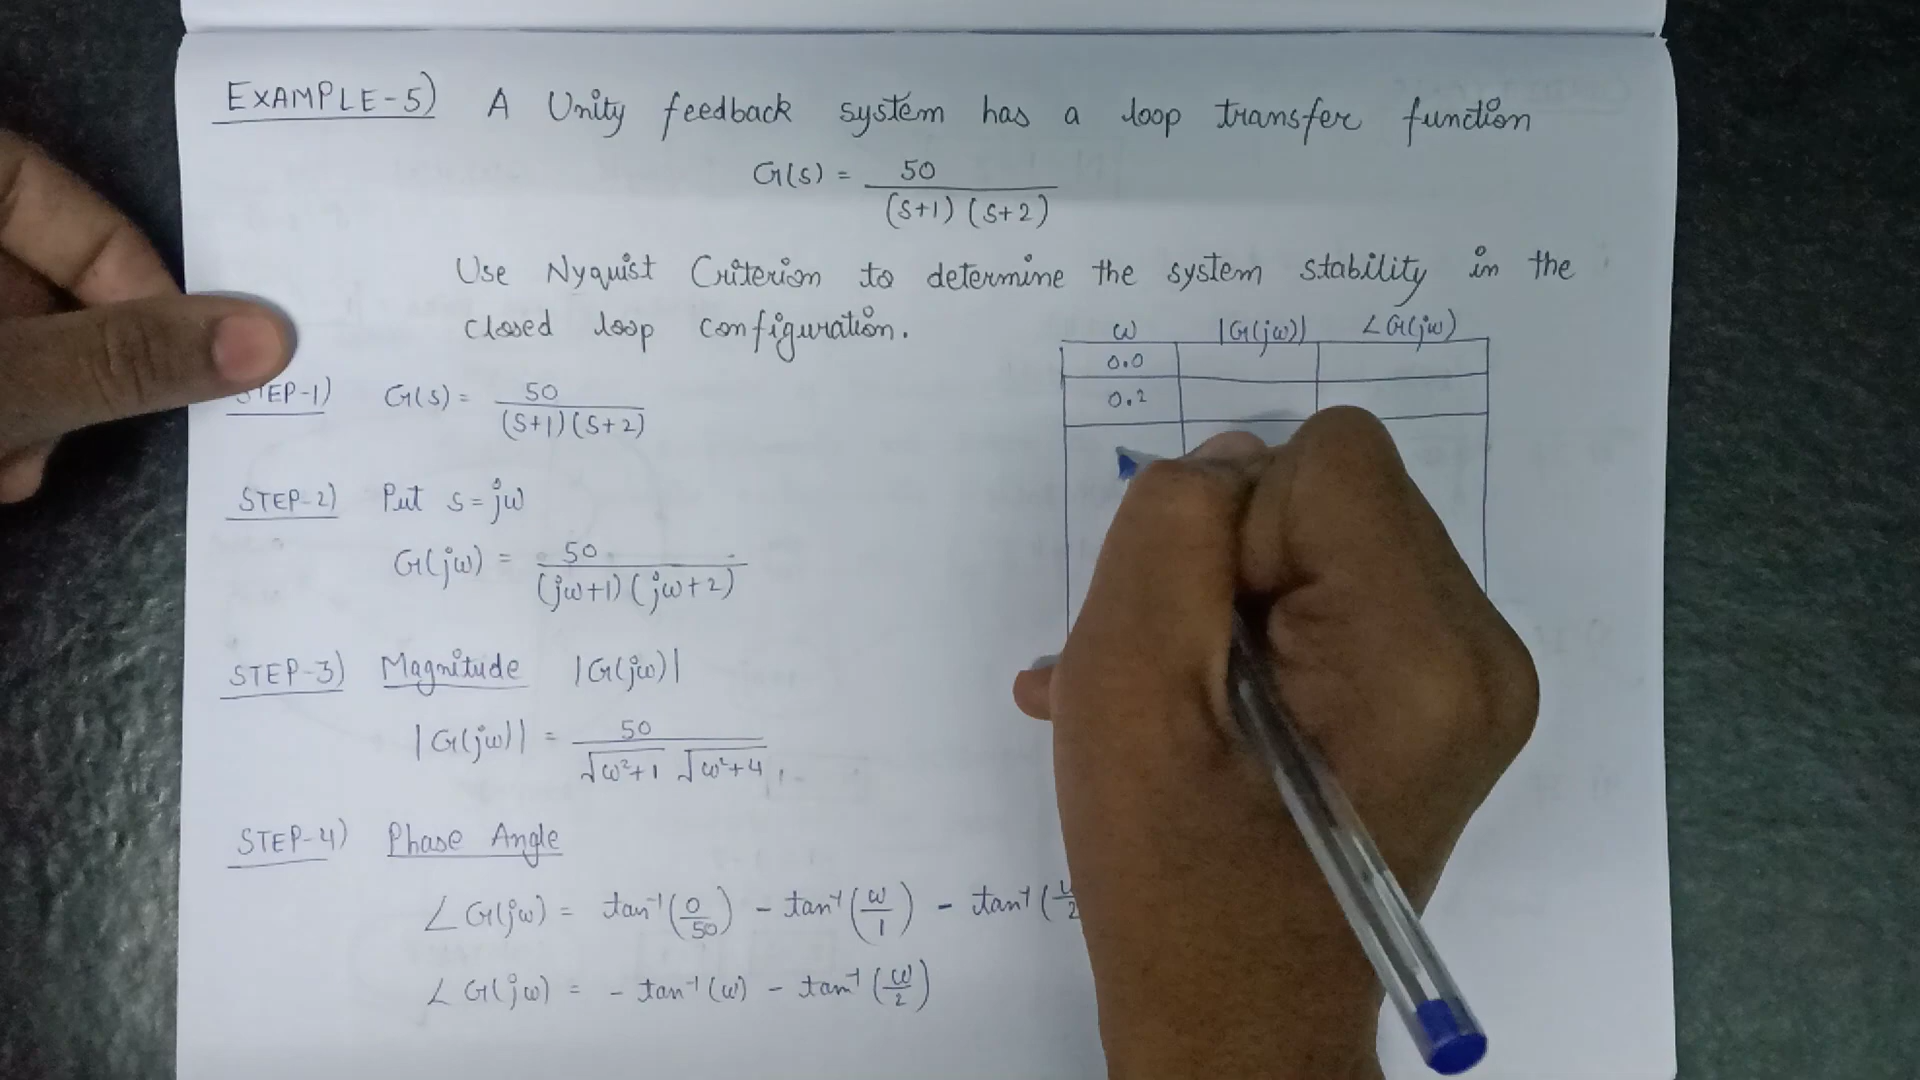 EXAMPLE-5) A Unity feedback system has a loop transfer function
G(s) = 50 / (s+1) (s+2)
Use Nyquist Criterion to determine the system stability in the
closed loop configuration.
ω |G(jω)| ∠G(jω)
0.0
0.2
STEP-1) G(s) = 50 / (s+1) (s+2)
STEP-2) Put s = jω
G(jω) = 50 / (jω+1) (jω+2)
STEP-3) Magnitude |G(jω)|
|G(jω)| = 50 / √ω²+1 √ω²+4
STEP-4) Phase Angle
∠G(jω) = tan⁻¹(0/50) - tan⁻¹(ω/1) - tan⁻¹(
∠G(jω) = - tan⁻¹(ω) - tan⁻¹(ω/2)